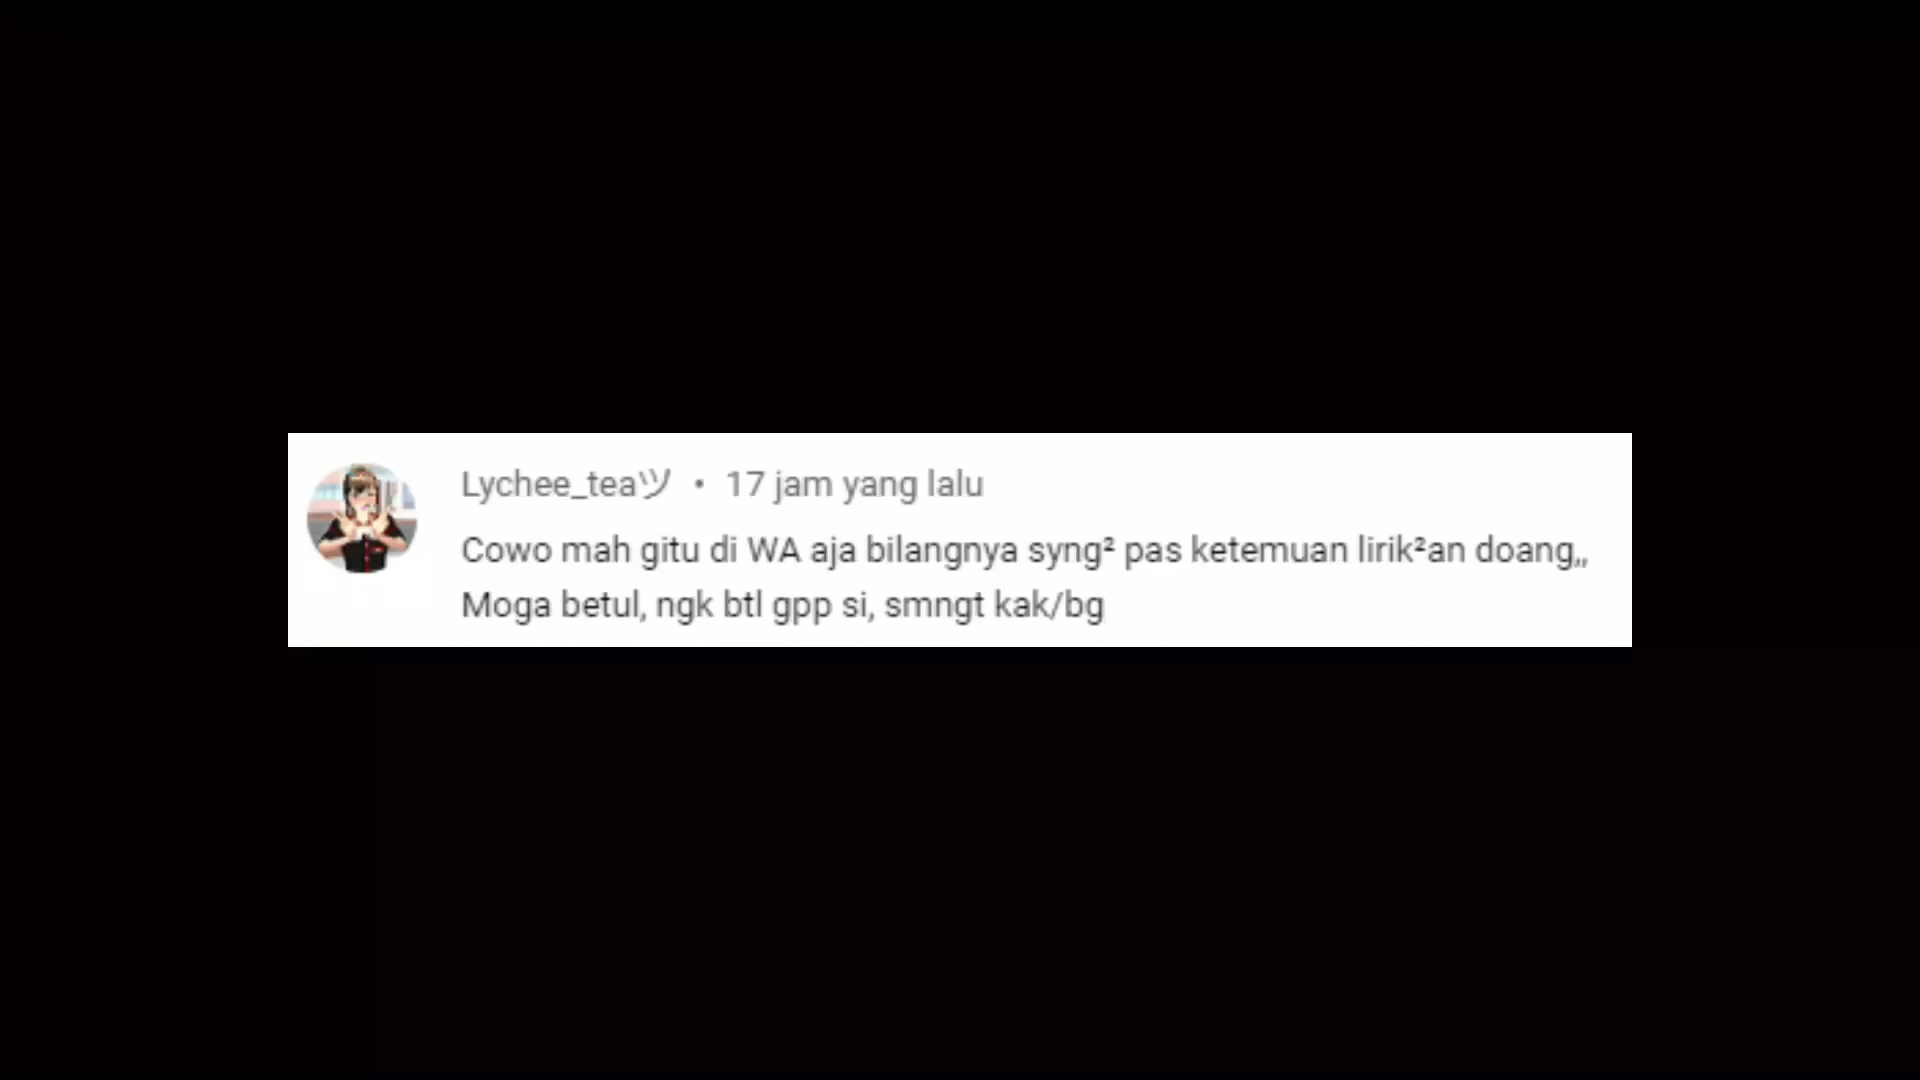 Lychee_teaツ • 17 jam yang lalu
Cowo mah gitu di WA aja bilangnya syng² pas ketemuan lirik²an doang,,
Moga betul, ngk btl gpp si, smngt kak/bg